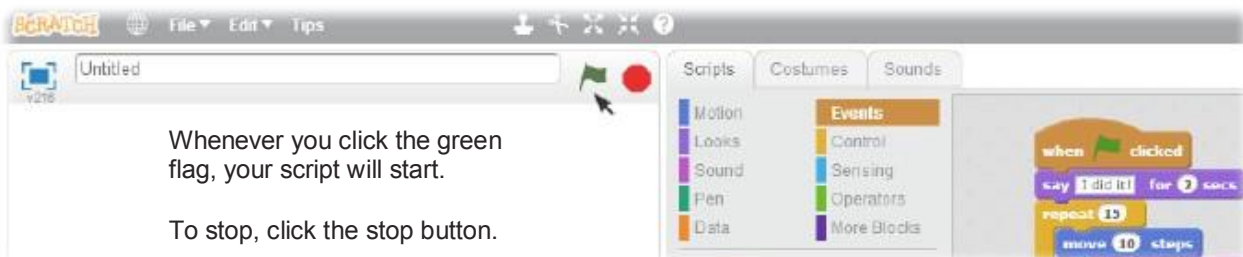 SCRATCH File Edit Tips
Untitled
v216
Scripts Costumes Sounds
Whenever you click the green
flag, your script will start.
To stop, click the stop button.
Motion Events
Looks Control
Sound Sensing
Pen Operators
Data More Blocks
when clicked
say I did it! for 2 secs
repeat 15
move 10 steps